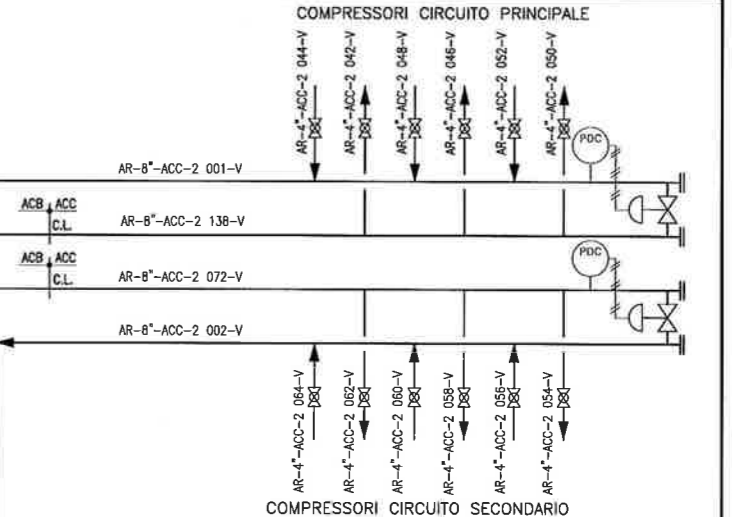 COMPRESSORI CIRCUITO PRINCIPALE
AR-4"-ACC-2 044-V
AR-4"-ACC-2 042-V
AR-4"-ACC-2 048-V
AR-4"-ACC-2 046-V
AR-4"-ACC-2 052-V
AR-4"-ACC-2 050-V
PDC
AR-8"-ACC-2 001-V
ACB ACC
C.L.
AR-8"-ACC-2 138-V
PDC
ACB ACC
C.L.
AR-8"-ACC-2 072-V
AR-8"-ACC-2 002-V
AR-4"-ACC-2 064-V
AR-4"-ACC-2 062-V
AR-4"-ACC-2 060-V
AR-4"-ACC-2 058-V
AR-4"-ACC-2 056-V
AR-4"-ACC-2 054-V
COMPRESSORI CIRCUITO SECONDARIO